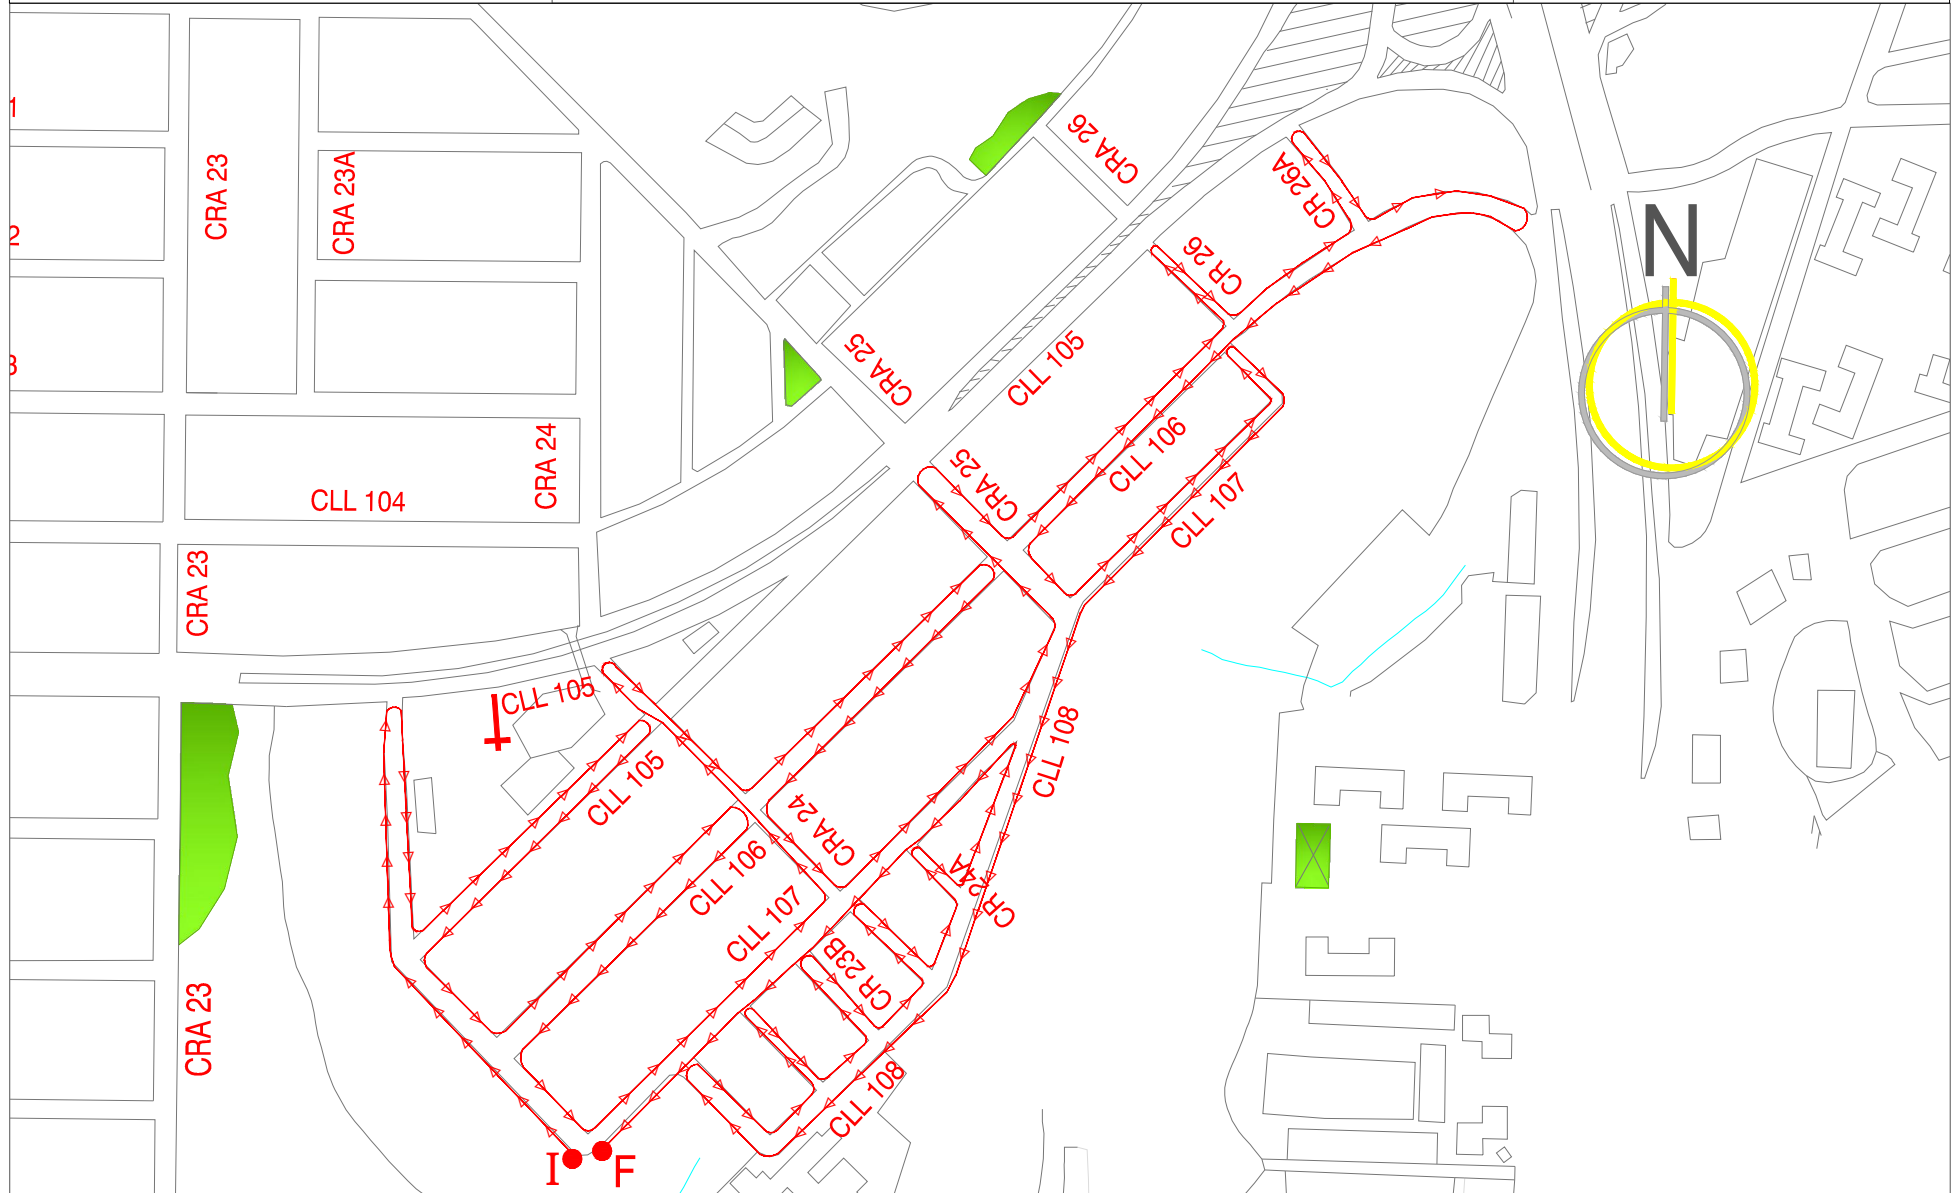 1
CRA 26
CRA 23
CRA 23A
CR 26A
2
N
CR 26
3
CRA 25
CLL 105
CLL 106
CRA 25
CRA 24
CLL 104
CLL 107
CRA 23
CLL 105
CLL 108
CLL 105
CRA 24
CLL 106
CR 24A
CLL 107
CR 23B
CRA 23
CLL 108
I
F